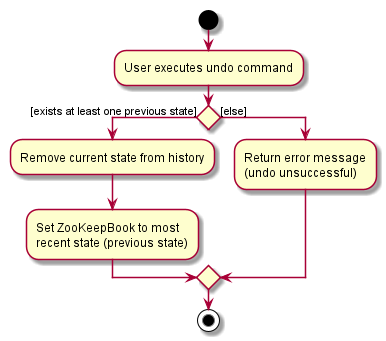 User executes undo command
[exists at least one previous state]
[else]
Remove current state from history
Return error message
(undo unsuccessful)
Set ZooKeepBook to most
recent state (previous state)